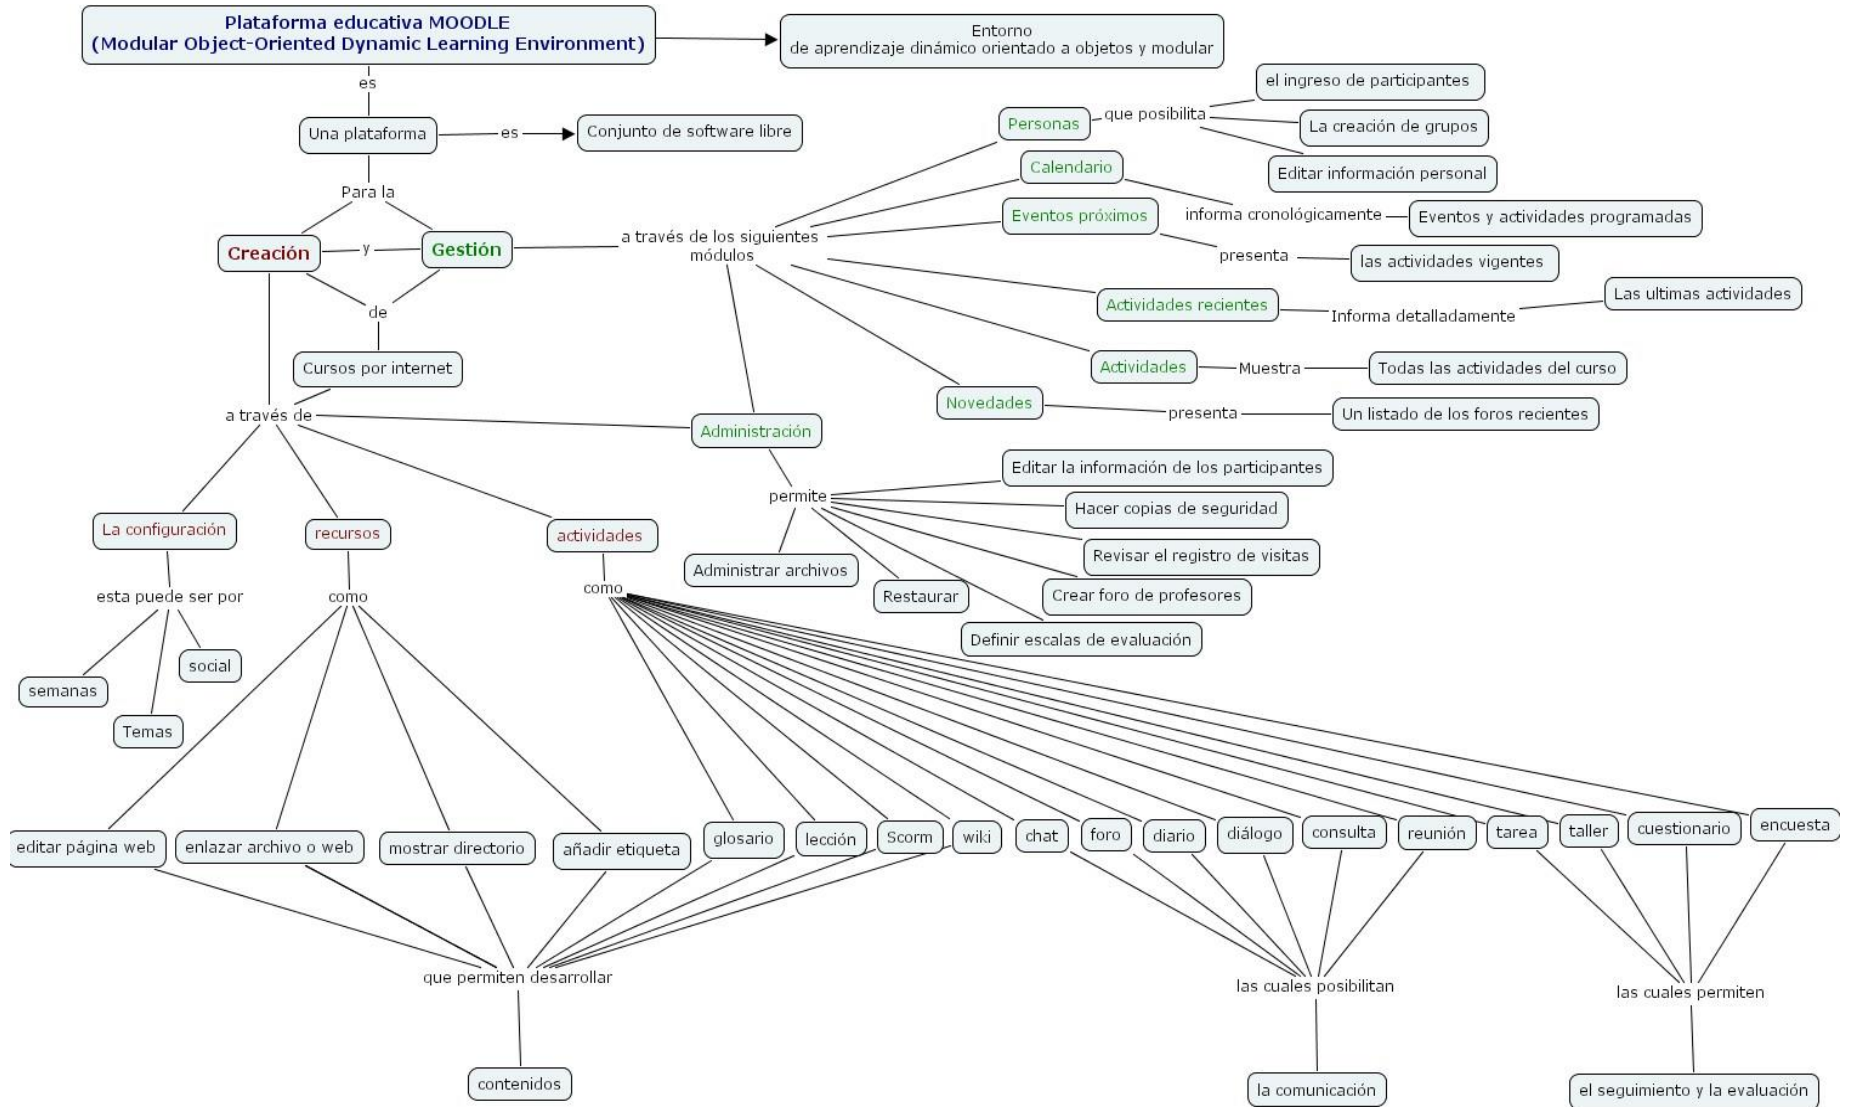 Plataforma educativa MOODLE
(Modular Object-Oriented Dynamic Learning Environment)
Entorno
de aprendizaje dinámico orientado a objetos y modular
es
Una plataforma
es
Conjunto de software libre
Para la
Creación
y
Gestión
de
Cursos por internet
a través de los siguientes
módulos
Personas
que posibilita
el ingreso de participantes
La creación de grupos
Editar información personal
Calendario
informa cronológicamente
Eventos y actividades programadas
Eventos próximos
presenta
las actividades vigentes
Actividades recientes
Informa detalladamente
Las ultimas actividades
Actividades
Muestra
Todas las actividades del curso
Novedades
presenta
Un listado de los foros recientes
a través de
Administración
permite
Editar la información de los participantes
Hacer copias de seguridad
Revisar el registro de visitas
Crear foro de profesores
Definir escalas de evaluación
Restaurar
Administrar archivos
La configuración
esta puede ser por
semanas
Temas
social
recursos
como
actividades
como
editar página web
enlazar archivo o web
mostrar directorio
añadir etiqueta
glosario
lección
Scorm
wiki
chat
foro
diario
diálogo
consulta
reunión
tarea
taller
cuestionario
encuesta
que permiten desarrollar
las cuales posibilitan
las cuales permiten
contenidos
la comunicación
el seguimiento y la evaluación